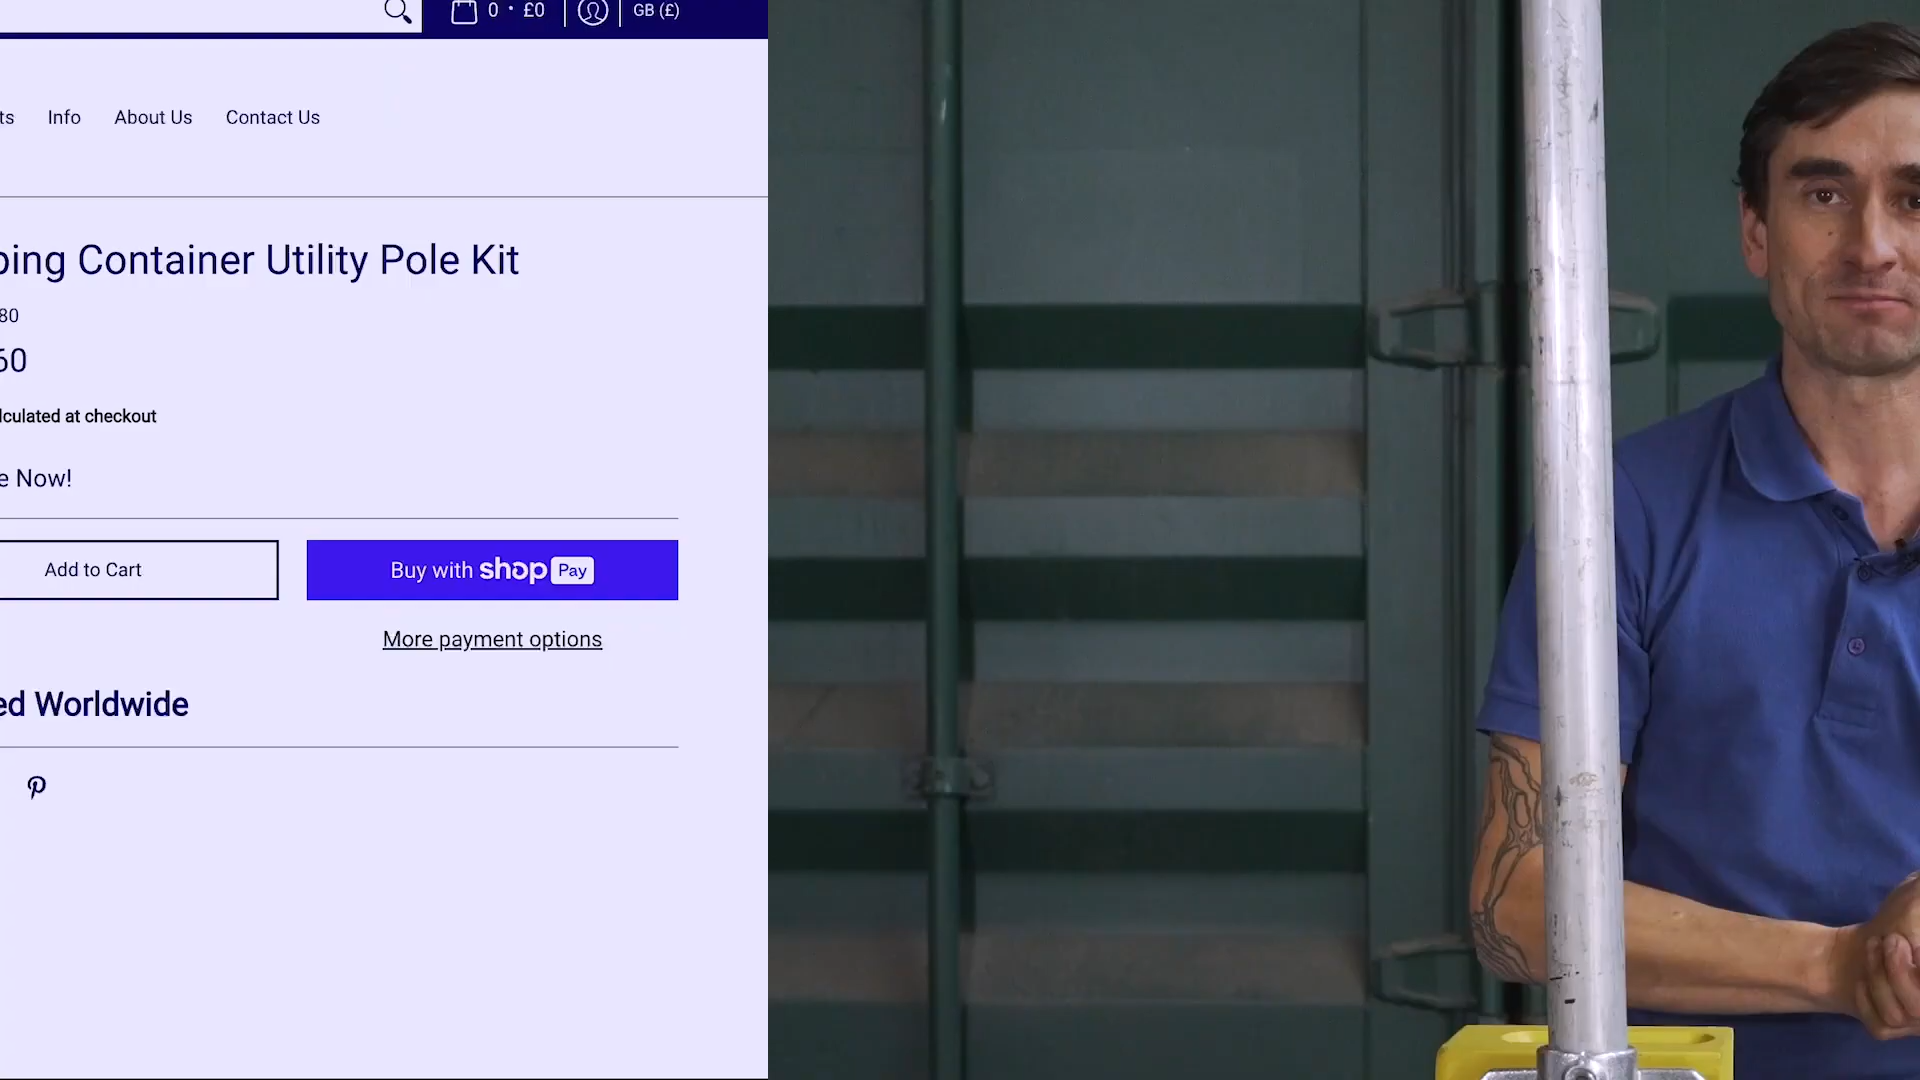 0 • £0 GB (£)
ts Info About Us Contact Us
ping Container Utility Pole Kit
80
60
lculated at checkout
e Now!
Add to Cart
Buy with shop Pay
More payment options
ed Worldwide